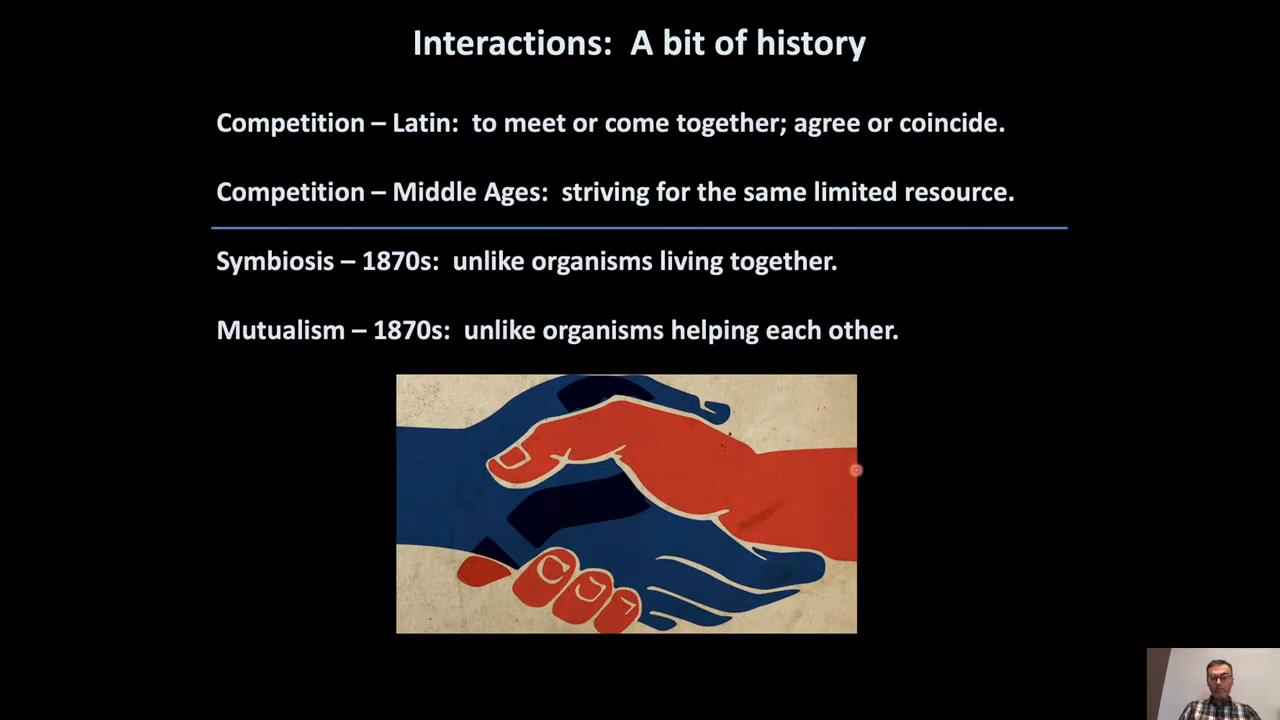 Interactions:  A bit of history
Competition – Latin:  to meet or come together; agree or coincide.
Competition – Middle Ages:  striving for the same limited resource.
Symbiosis – 1870s:  unlike organisms living together.
Mutualism – 1870s:  unlike organisms helping each other.